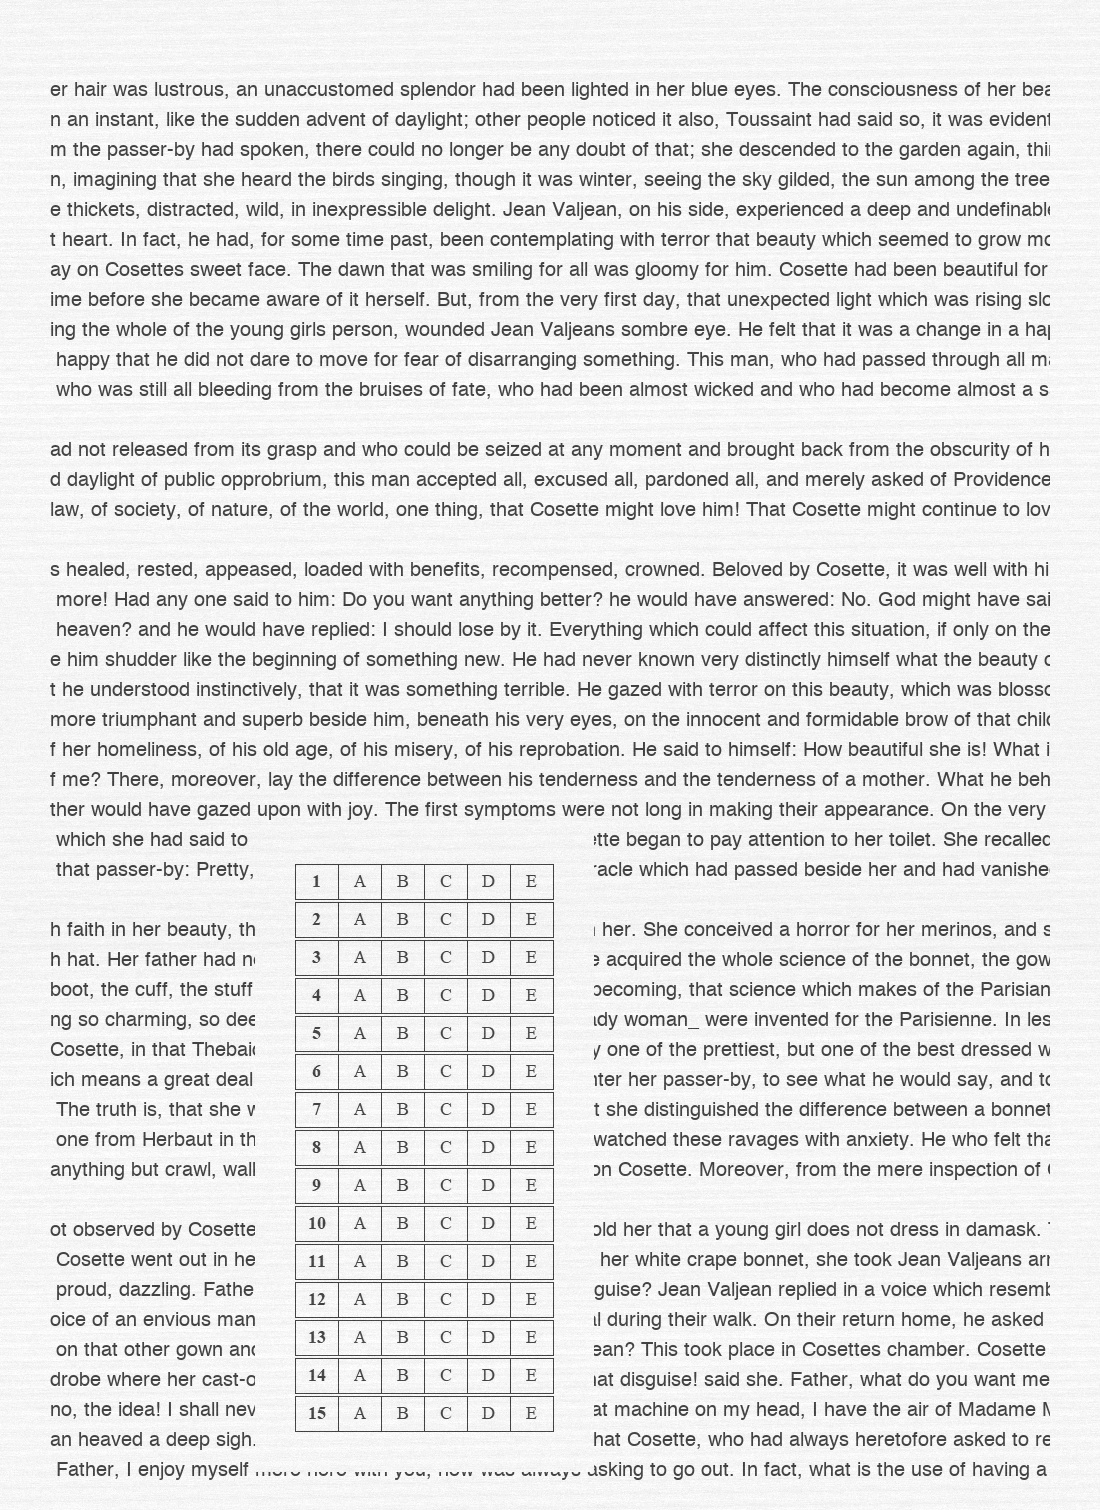 er hair was lustrous, an unaccustomed splendor had been lighted in her blue eyes. The consciousness of her
n an instant, like the sudden advent of daylight; other people noticed it also, Toussaint had said so, it was evident
m the passer-by had spoken, there could no longer be any doubt of that; she descended to the garden again,
n, imagining that she heard the birds singing, though it was winter, seeing the sky gilded, the sun among the tree
e thickets, distracted, wild, in inexpressible delight. Jean Valjean, on his side, experienced a deep and
t heart. In fact, he had, for some time past, been contemplating with terror that beauty which seemed to grow
ay on Cosettes sweet face. The dawn that was smiling for all was gloomy for him. Cosette had been beautiful for
ime before she became aware of it herself. But, from the very first day, that unexpected light which was rising
ing the whole of the young girls person, wounded Jean Valjeans sombre eye. He felt that it was a change in a
happy that he did not dare to move for fear of disarranging something. This man, who had passed through all
who was still all bleeding from the bruises of fate, who had been almost wicked and who had become almost a s
ad not released from its grasp and who could be seized at any moment and brought back from the obscurity of h
d daylight of public opprobrium, this man accepted all, excused all, pardoned all, and merely asked of Providence
law, of society, of nature, of the world, one thing, that Cosette might love him! That Cosette might continue to lov
s healed, rested, appeased, loaded with benefits, recompensed, crowned. Beloved by Cosette, it was well with hi
more! Had any one said to him: Do you want anything better? he would have answered: No. God might have sai
heaven? and he would have replied: I should lose by it. Everything which could affect this situation, if only on the
e him shudder like the beginning of something new. He had never known very distinctly himself what the beauty
t he understood instinctively, that it was something terrible. He gazed with terror on this beauty, which was
more triumphant and superb beside him, beneath his very eyes, on the innocent and formidable brow of that
f her homeliness, of his old age, of his misery, of his reprobation. He said to himself: How beautiful she is! What i
f me? There, moreover, lay the difference between his tenderness and the tenderness of a mother. What he beh
ther would have gazed upon with joy. The first symptoms were not long in making their appearance. On the very
which she had said to ette began to pay attention to her toilet. She recalled
that passer-by: Pretty, racle which had passed beside her and had vanishe
1 A B C D E
2 A B C D E
h faith in her beauty, th her. She conceived a horror for her merinos, and s
3 A B C D E
h hat. Her father had acquired the whole science of the bonnet, the gow
4 A B C D E
boot, the cuff, the stuff becoming, that science which makes of the Parisian
5 A B C D E
ng so charming, so dee ady woman_ were invented for the Parisienne. In les
6 A B C D E
Cosette, in that y one of the prettiest, but one of the best dressed w
ich means a great deal nter her passer-by, to see what he would say, and
7 A B C D E
The truth is, that she t she distinguished the difference between a bonnet
8 A B C D E
one from Herbaut in th watched these ravages with anxiety. He who felt
9 A B C D E
anything but crawl, wall on Cosette. Moreover, from the mere inspection of
10 A B C D E
ot observed by Cosette old her that a young girl does not dress in damask.
11 A B C D E
Cosette went out in he her white crape bonnet, she took Jean Valjeans
12 A B C D E
proud, dazzling. Fathe guise? Jean Valjean replied in a voice which
13 A B C D E
oice of an envious man al during their walk. On their return home, he asked
14 A B C D E
on that other gown ean? This took place in Cosettes chamber. Cosette
drobe where her hat disguise! said she. Father, what do you want me
15 A B C D E
no, the idea! I shall nev at machine on my head, I have the air of Madame
an heaved a deep sigh. hat Cosette, who had always heretofore asked to re
Father, I enjoy myself more here with you, now was always asking to go out. In fact, what is the use of having a